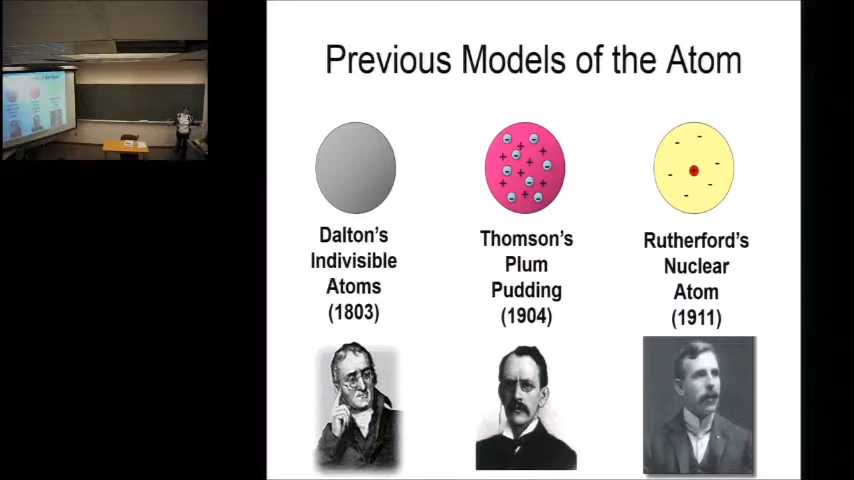 Previous Models of the Atom
Dalton's
Indivisible
Atoms
(1803)
Thomson's
Plum
Pudding
(1904)
Rutherford's
Nuclear
Atom
(1911)